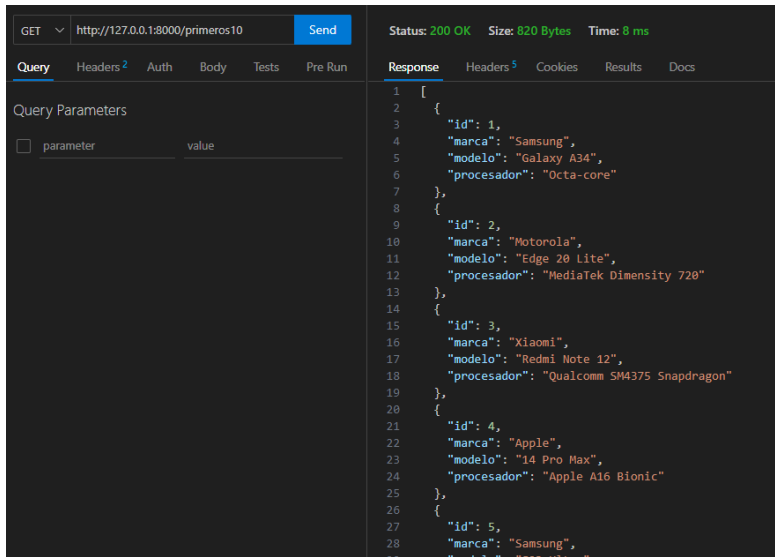 GET http://127.0.0.1:8000/primeros10 Send
Query Headers 2 Auth Body Tests Pre Run
Query Parameters
parameter value
Status: 200 OK Size: 820 Bytes Time: 8 ms
Response Headers 5 Cookies Results Docs
1 [
2 {
3 "id": 1,
4 "marca": "Samsung",
5 "modelo": "Galaxy A34",
6 "procesador": "Octa-core"
7 },
8 {
9 "id": 2,
10 "marca": "Motorola",
11 "modelo": "Edge 20 Lite",
12 "procesador": "MediaTek Dimensity 720"
13 },
14 {
15 "id": 3,
16 "marca": "Xiaomi",
17 "modelo": "Redmi Note 12",
18 "procesador": "Qualcomm SM4375 Snapdragon"
19 },
20 {
21 "id": 4,
22 "marca": "Apple",
23 "modelo": "14 Pro Max",
24 "procesador": "Apple A16 Bionic"
25 },
26 {
27 "id": 5,
28 "marca": "Samsung",